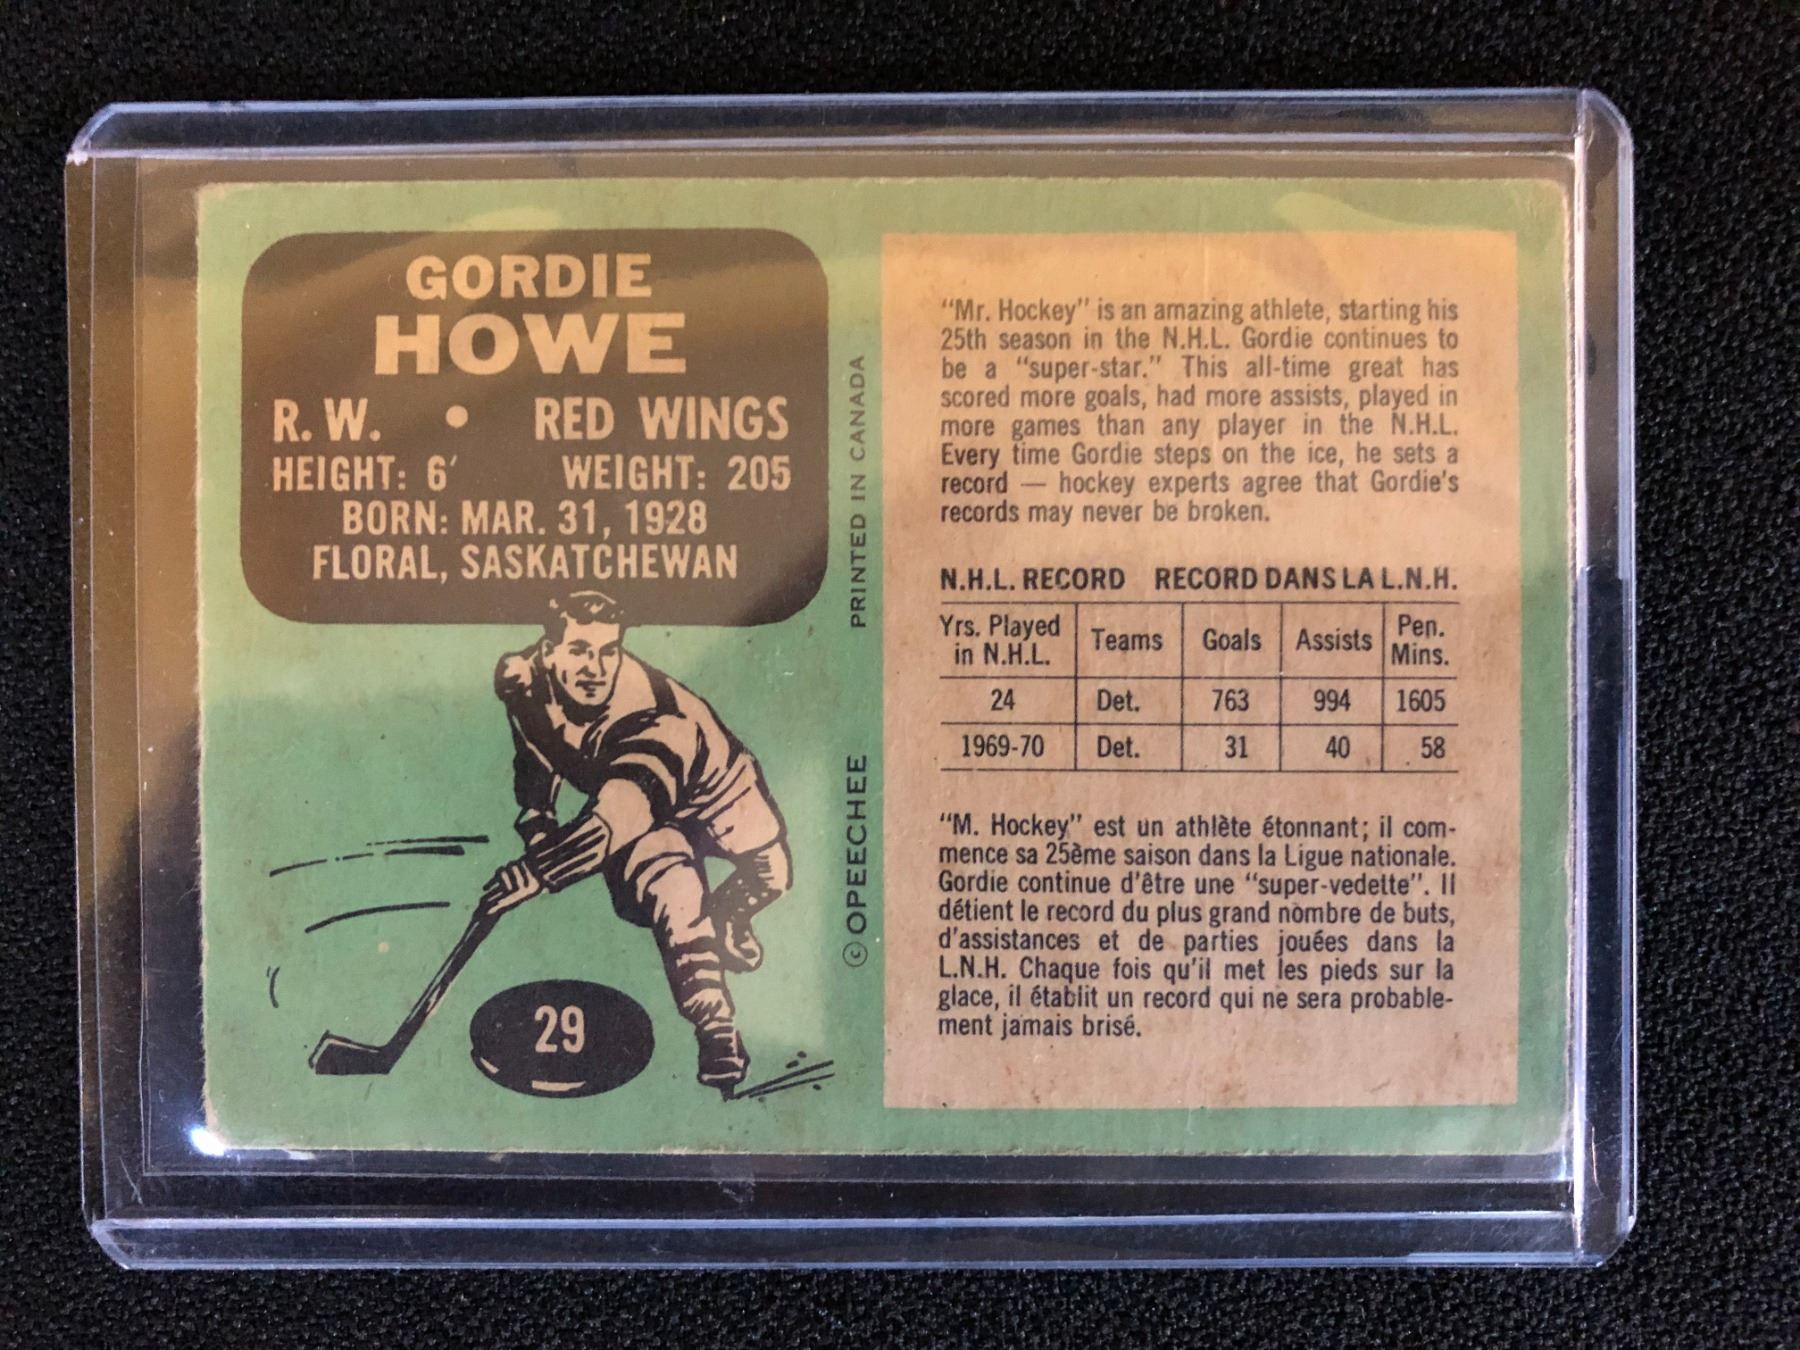 GORDIE
HOWE
R. W. • RED WINGS
HEIGHT: 6′ WEIGHT: 205
BORN: MAR. 31, 1928
FLORAL, SASKATCHEWAN
29
© OPEECHEE PRINTED IN CANADA
"Mr. Hockey" is an amazing athlete, starting his
25th season in the N.H.L. Gordie continues to
be a "super-star." This all-time great has
scored more goals, had more assists, played in
more games than any player in the N.H.L.
Every time Gordie steps on the ice, he sets a
record — hockey experts agree that Gordie's
records may never be broken.
N.H.L. RECORD RECORD DANS LA L.N.H.
Yrs. Played in N.H.L. Teams Goals Assists Pen. Mins.
24 Det. 763 994 1605
1969-70 Det. 31 40 58
"M. Hockey" est un athlète étonnant; il com-
mence sa 25ème saison dans la Ligue nationale.
Gordie continue d'être une "super-vedette". Il
détient le record du plus grand nombre de buts,
d'assistances et de parties jouées dans la
L.N.H. Chaque fois qu'il met les pieds sur la
glace, il établit un record qui ne sera probable-
ment jamais brisé.